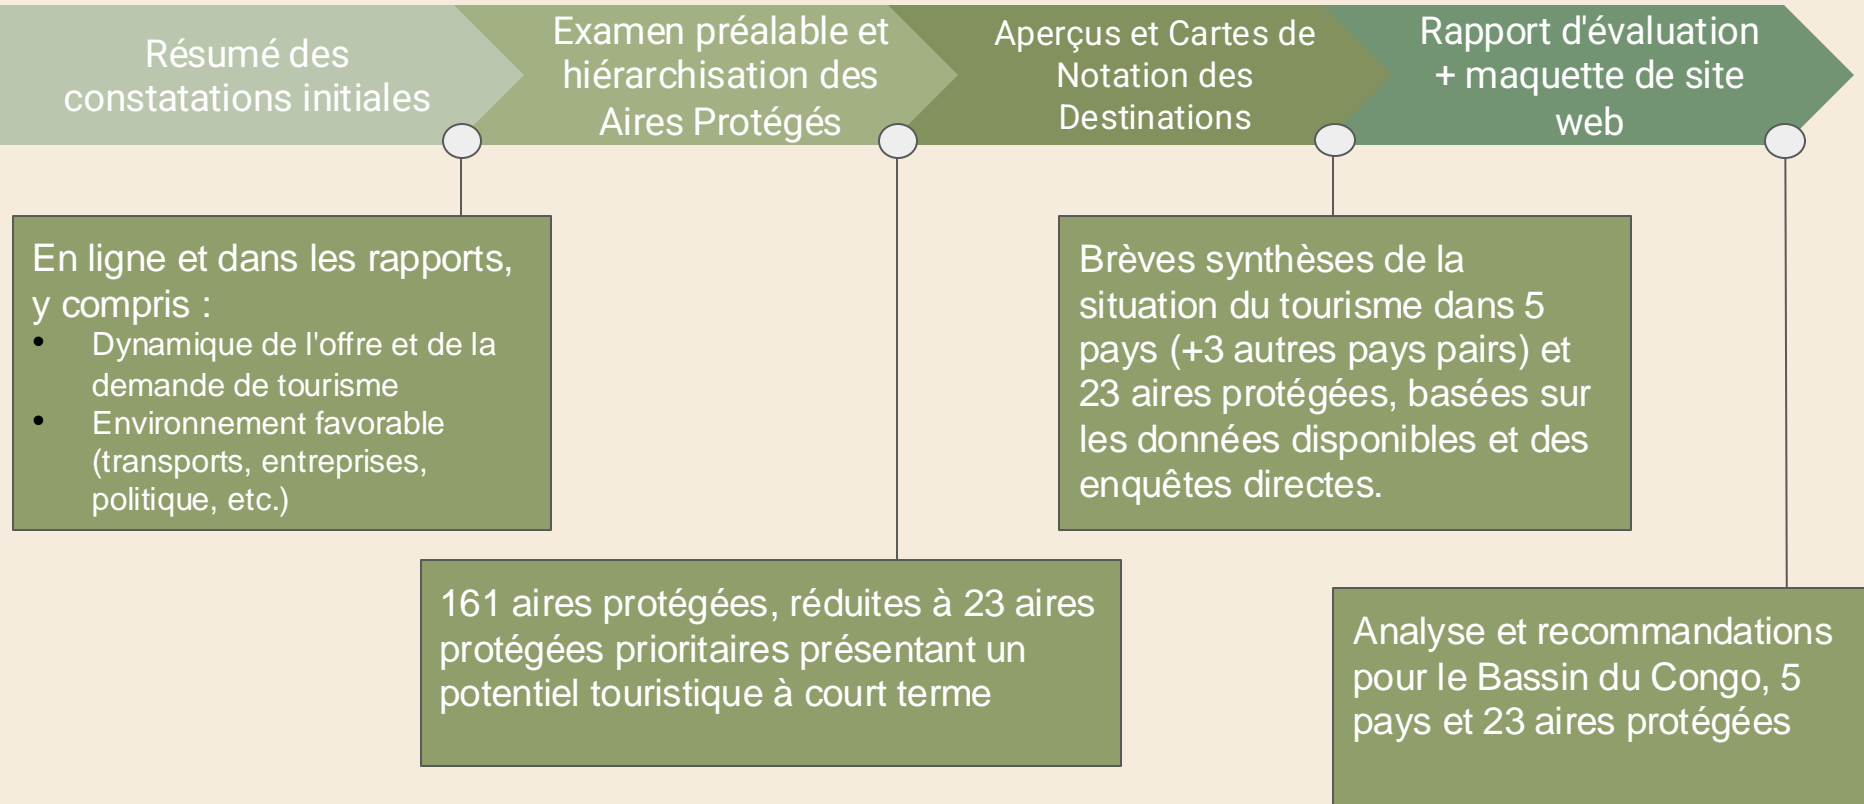 Résumé des
constatations initiales
Examen préalable et
hiérarchisation des
Aires Protégés
Aperçus et Cartes de
Notation des
Destinations
Rapport d'évaluation
+ maquette de site
web
En ligne et dans les rapports,
y compris :
• Dynamique de l'offre et de la
demande de tourisme
• Environnement favorable
(transports, entreprises,
politique, etc.)
161 aires protégées, réduites à 23 aires
protégées prioritaires présentant un
potentiel touristique à court terme
Brèves synthèses de la
situation du tourisme dans 5
pays (+3 autres pays pairs) et
23 aires protégées, basées sur
les données disponibles et des
enquêtes directes.
Analyse et recommandations
pour le Bassin du Congo, 5
pays et 23 aires protégées